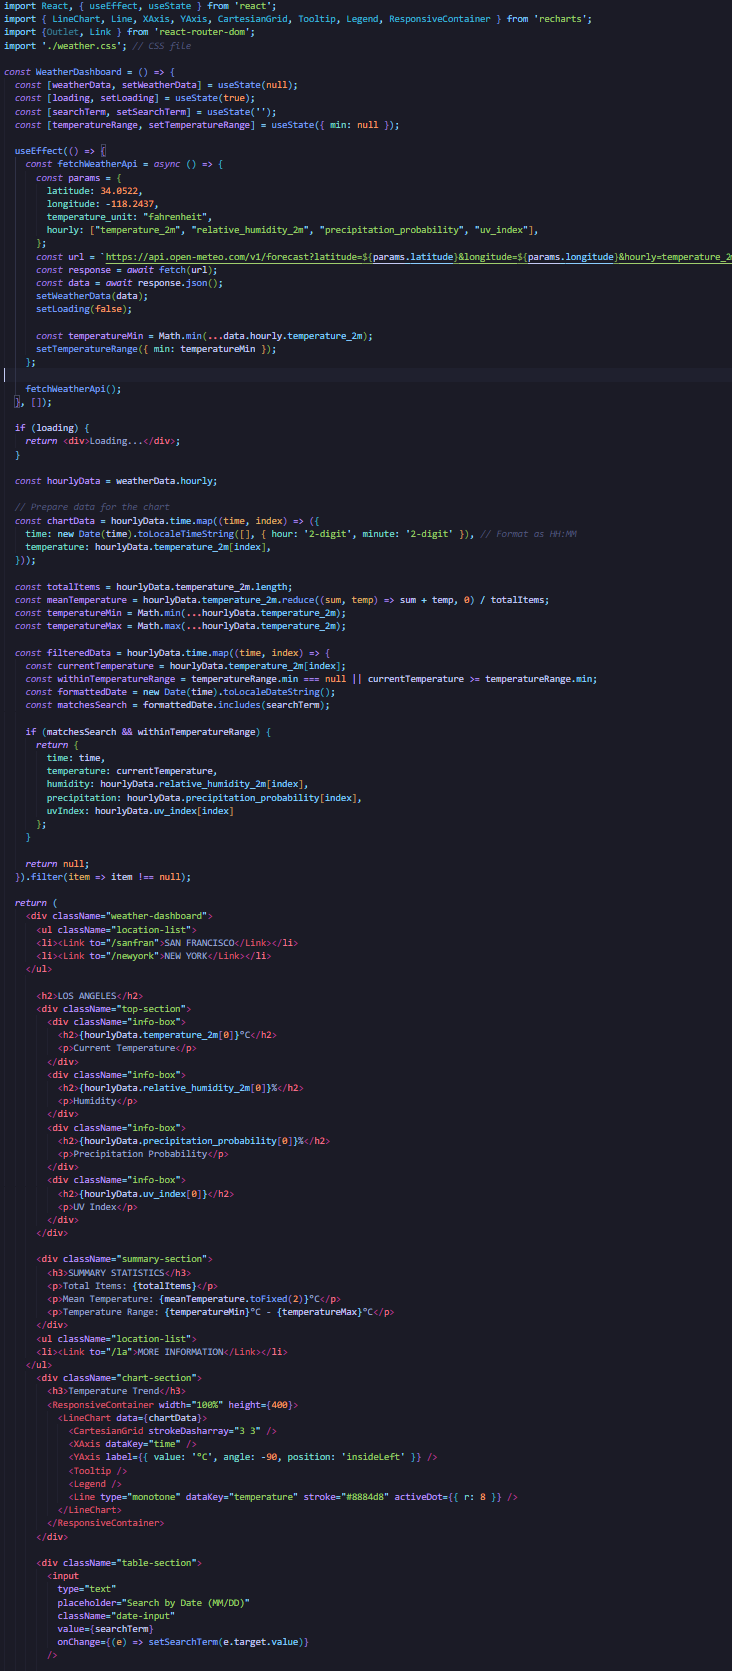 import React, { useEffect, useState } from 'react';
import { LineChart, Line, XAxis, YAxis, CartesianGrid, Tooltip, Legend, ResponsiveContainer } from 'recharts';
import {Outlet, Link } from 'react-router-dom';
import './weather.css'; // CSS file
const WeatherDashboard = () => {
const [weatherData, setWeatherData] = useState(null);
const [loading, setLoading] = useState(true);
const [searchTerm, setSearchTerm] = useState('');
const [temperatureRange, setTemperatureRange] = useState({ min: null });
useEffect(() => {
const fetchWeatherApi = async () => {
const params = {
latitude: 34.0522,
longitude: -118.2437,
temperature_unit: "fahrenheit",
hourly: ["temperature_2m", "relative_humidity_2m", "precipitation_probability", "uv_index"],
};
const url = `https://api.open-meteo.com/v1/forecast?latitude=${params.latitude}&longitude=${params.longitude}&hourly=temperature_2m
const response = await fetch(url);
const data = await response.json();
setWeatherData(data);
setLoading(false);
const temperatureMin = Math.min(...data.hourly.temperature_2m);
setTemperatureRange({ min: temperatureMin });
};
fetchWeatherApi();
}, []);
if (loading) {
return <div>Loading...</div>;
}
const hourlyData = weatherData.hourly;
// Prepare data for the chart
const chartData = hourlyData.time.map((time, index) => ({
time: new Date(time).toLocaleTimeString([], { hour: '2-digit', minute: '2-digit' }), // Format as HH:MM
temperature: hourlyData.temperature_2m[index],
}));
const totalItems = hourlyData.temperature_2m.length;
const meanTemperature = hourlyData.temperature_2m.reduce((sum, temp) => sum + temp, 0) / totalItems;
const temperatureMin = Math.min(...hourlyData.temperature_2m);
const temperatureMax = Math.max(...hourlyData.temperature_2m);
const filteredData = hourlyData.time.map((time, index) => {
const currentTemperature = hourlyData.temperature_2m[index];
const withinTemperatureRange = temperatureRange.min === null || currentTemperature >= temperatureRange.min;
const formattedDate = new Date(time).toLocaleDateString();
const matchesSearch = formattedDate.includes(searchTerm);
if (matchesSearch && withinTemperatureRange) {
return {
time: time,
temperature: currentTemperature,
humidity: hourlyData.relative_humidity_2m[index],
precipitation: hourlyData.precipitation_probability[index],
uvIndex: hourlyData.uv_index[index]
};
}
return null;
}).filter(item => item !== null);
return (
<div className="weather-dashboard">
<ul className="location-list">
<li><Link to="/sanfran">SAN FRANCISCO</Link></li>
<li><Link to="/newyork">NEW YORK</Link></li>
</ul>
<h2>LOS ANGELES</h2>
<div className="top-section">
<div className="info-box">
<h2>{hourlyData.temperature_2m[0]}°C</h2>
<p>Current Temperature</p>
</div>
<div className="info-box">
<h2>{hourlyData.relative_humidity_2m[0]}%</h2>
<p>Humidity</p>
</div>
<div className="info-box">
<h2>{hourlyData.precipitation_probability[0]}%</h2>
<p>Precipitation Probability</p>
</div>
<div className="info-box">
<h2>{hourlyData.uv_index[0]}</h2>
<p>UV Index</p>
</div>
</div>
<div className="summary-section">
<h3>SUMMARY STATISTICS</h3>
<p>Total Items: {totalItems}</p>
<p>Mean Temperature: {meanTemperature.toFixed(2)}°C</p>
<p>Temperature Range: {temperatureMin}°C - {temperatureMax}°C</p>
</div>
<ul className="location-list">
<li><Link to="/la">MORE INFORMATION</Link></li>
</ul>
<div className="chart-section">
<h3>Temperature Trend</h3>
<ResponsiveContainer width="100%" height={400}>
<LineChart data={chartData}>
<CartesianGrid strokeDasharray="3 3" />
<XAxis dataKey="time" />
<YAxis label={{ value: '°C', angle: -90, position: 'insideLeft' }} />
<Tooltip />
<Legend />
<Line type="monotone" dataKey="temperature" stroke="#8884d8" activeDot={{ r: 8 }} />
</LineChart>
</ResponsiveContainer>
</div>
<div className="table-section">
<input
type="text"
placeholder="Search by Date (MM/DD)"
className="date-input"
value={searchTerm}
onChange={(e) => setSearchTerm(e.target.value)}
/>